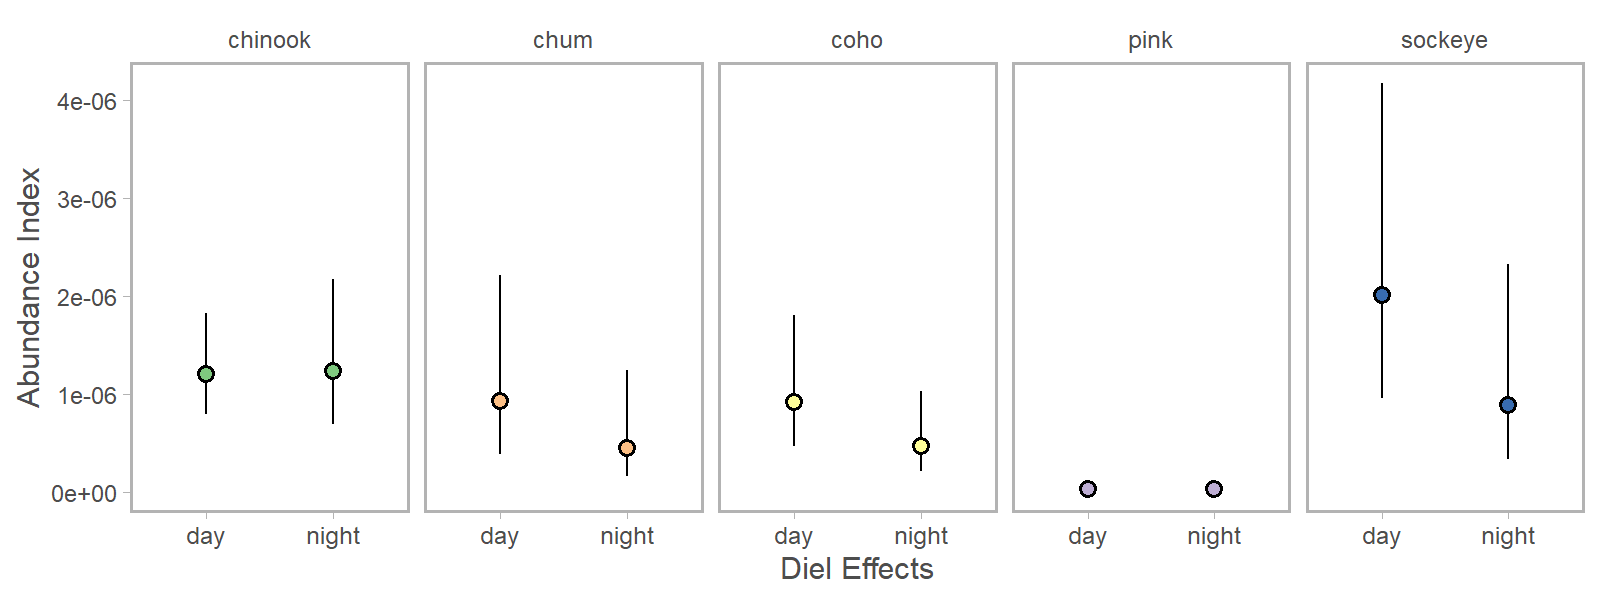 chinook chum coho pink sockeye
Abundance Index
4e-06
3e-06
2e-06
1e-06
0e+00
day night day night day night day night day night
Diel Effects